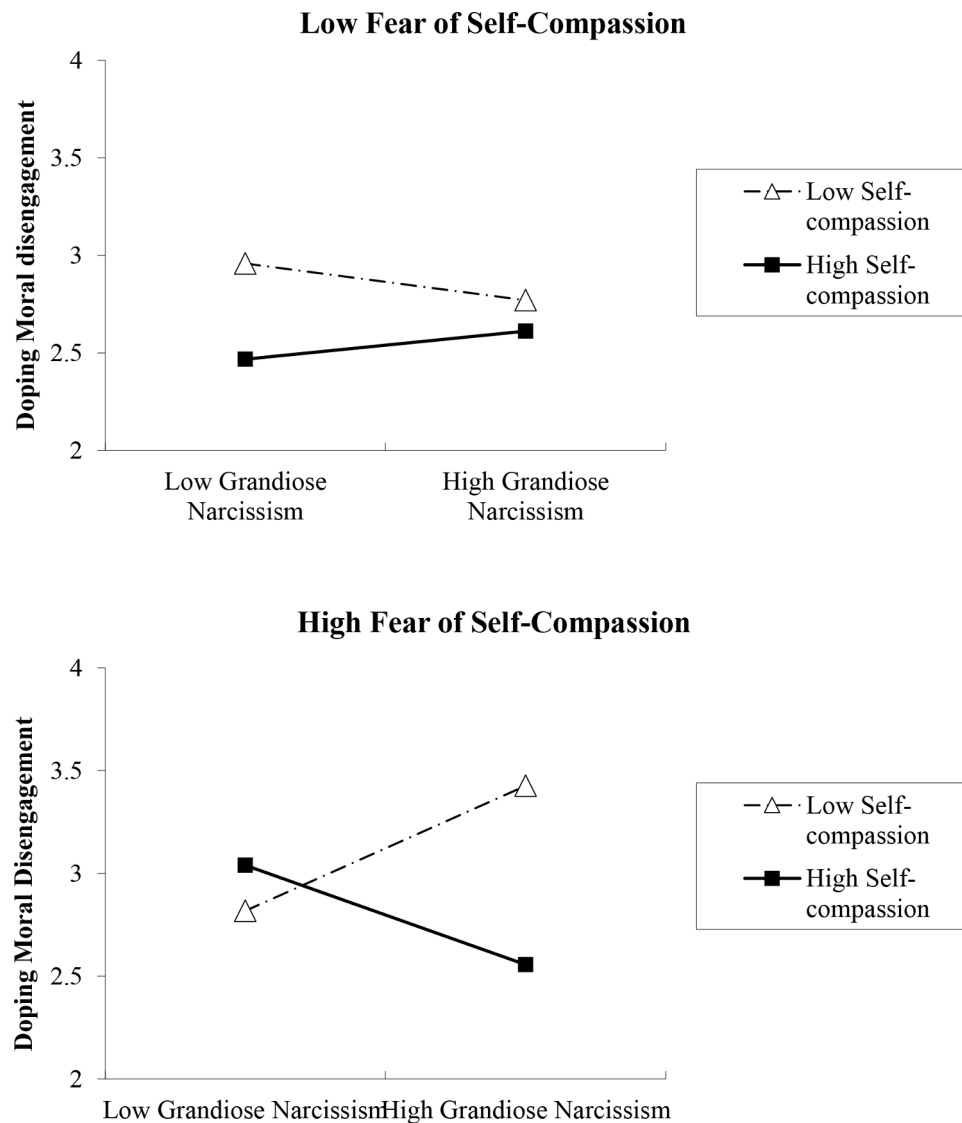 Low Fear of Self-Compassion
4
3.5
3
2.5
2
Doping Moral disengagement
Low Grandiose
Narcissism
High Grandiose
Narcissism
Low Self-
compassion
High Self-
compassion
High Fear of Self-Compassion
4
3.5
3
2.5
2
Doping Moral Disengagement
Low Grandiose Narcissism
High Grandiose Narcissism
Low Self-
compassion
High Self-
compassion